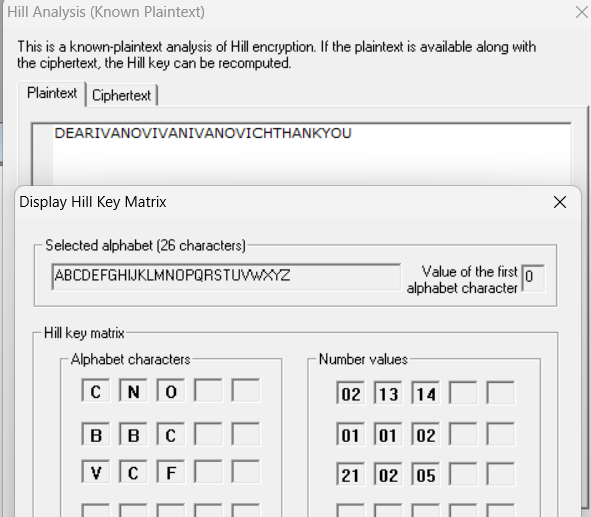 Hill Analysis (Known Plaintext)
This is a known-plaintext analysis of Hill encryption. If the plaintext is available along with
the ciphertext, the Hill key can be recomputed.
Plaintext Ciphertext
DEARIVANOVIVANIVANOVICHTHANKYOU
Display Hill Key Matrix
Selected alphabet (26 characters)
ABCDEFGHIJKLMNOPQRSTUVWXYZ
Value of the first
alphabet character
0
Hill key matrix
Alphabet characters
C N O
B B C
V C F
Number values
02 13 14
01 01 02
21 02 05